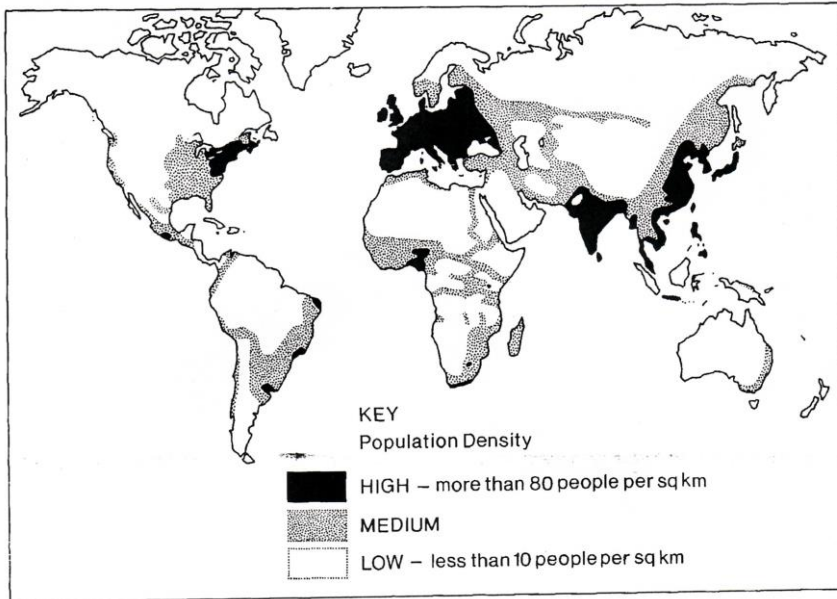 KEY
Population Density
HIGH – more than 80 people per sq km
MEDIUM
LOW – less than 10 people per sq km